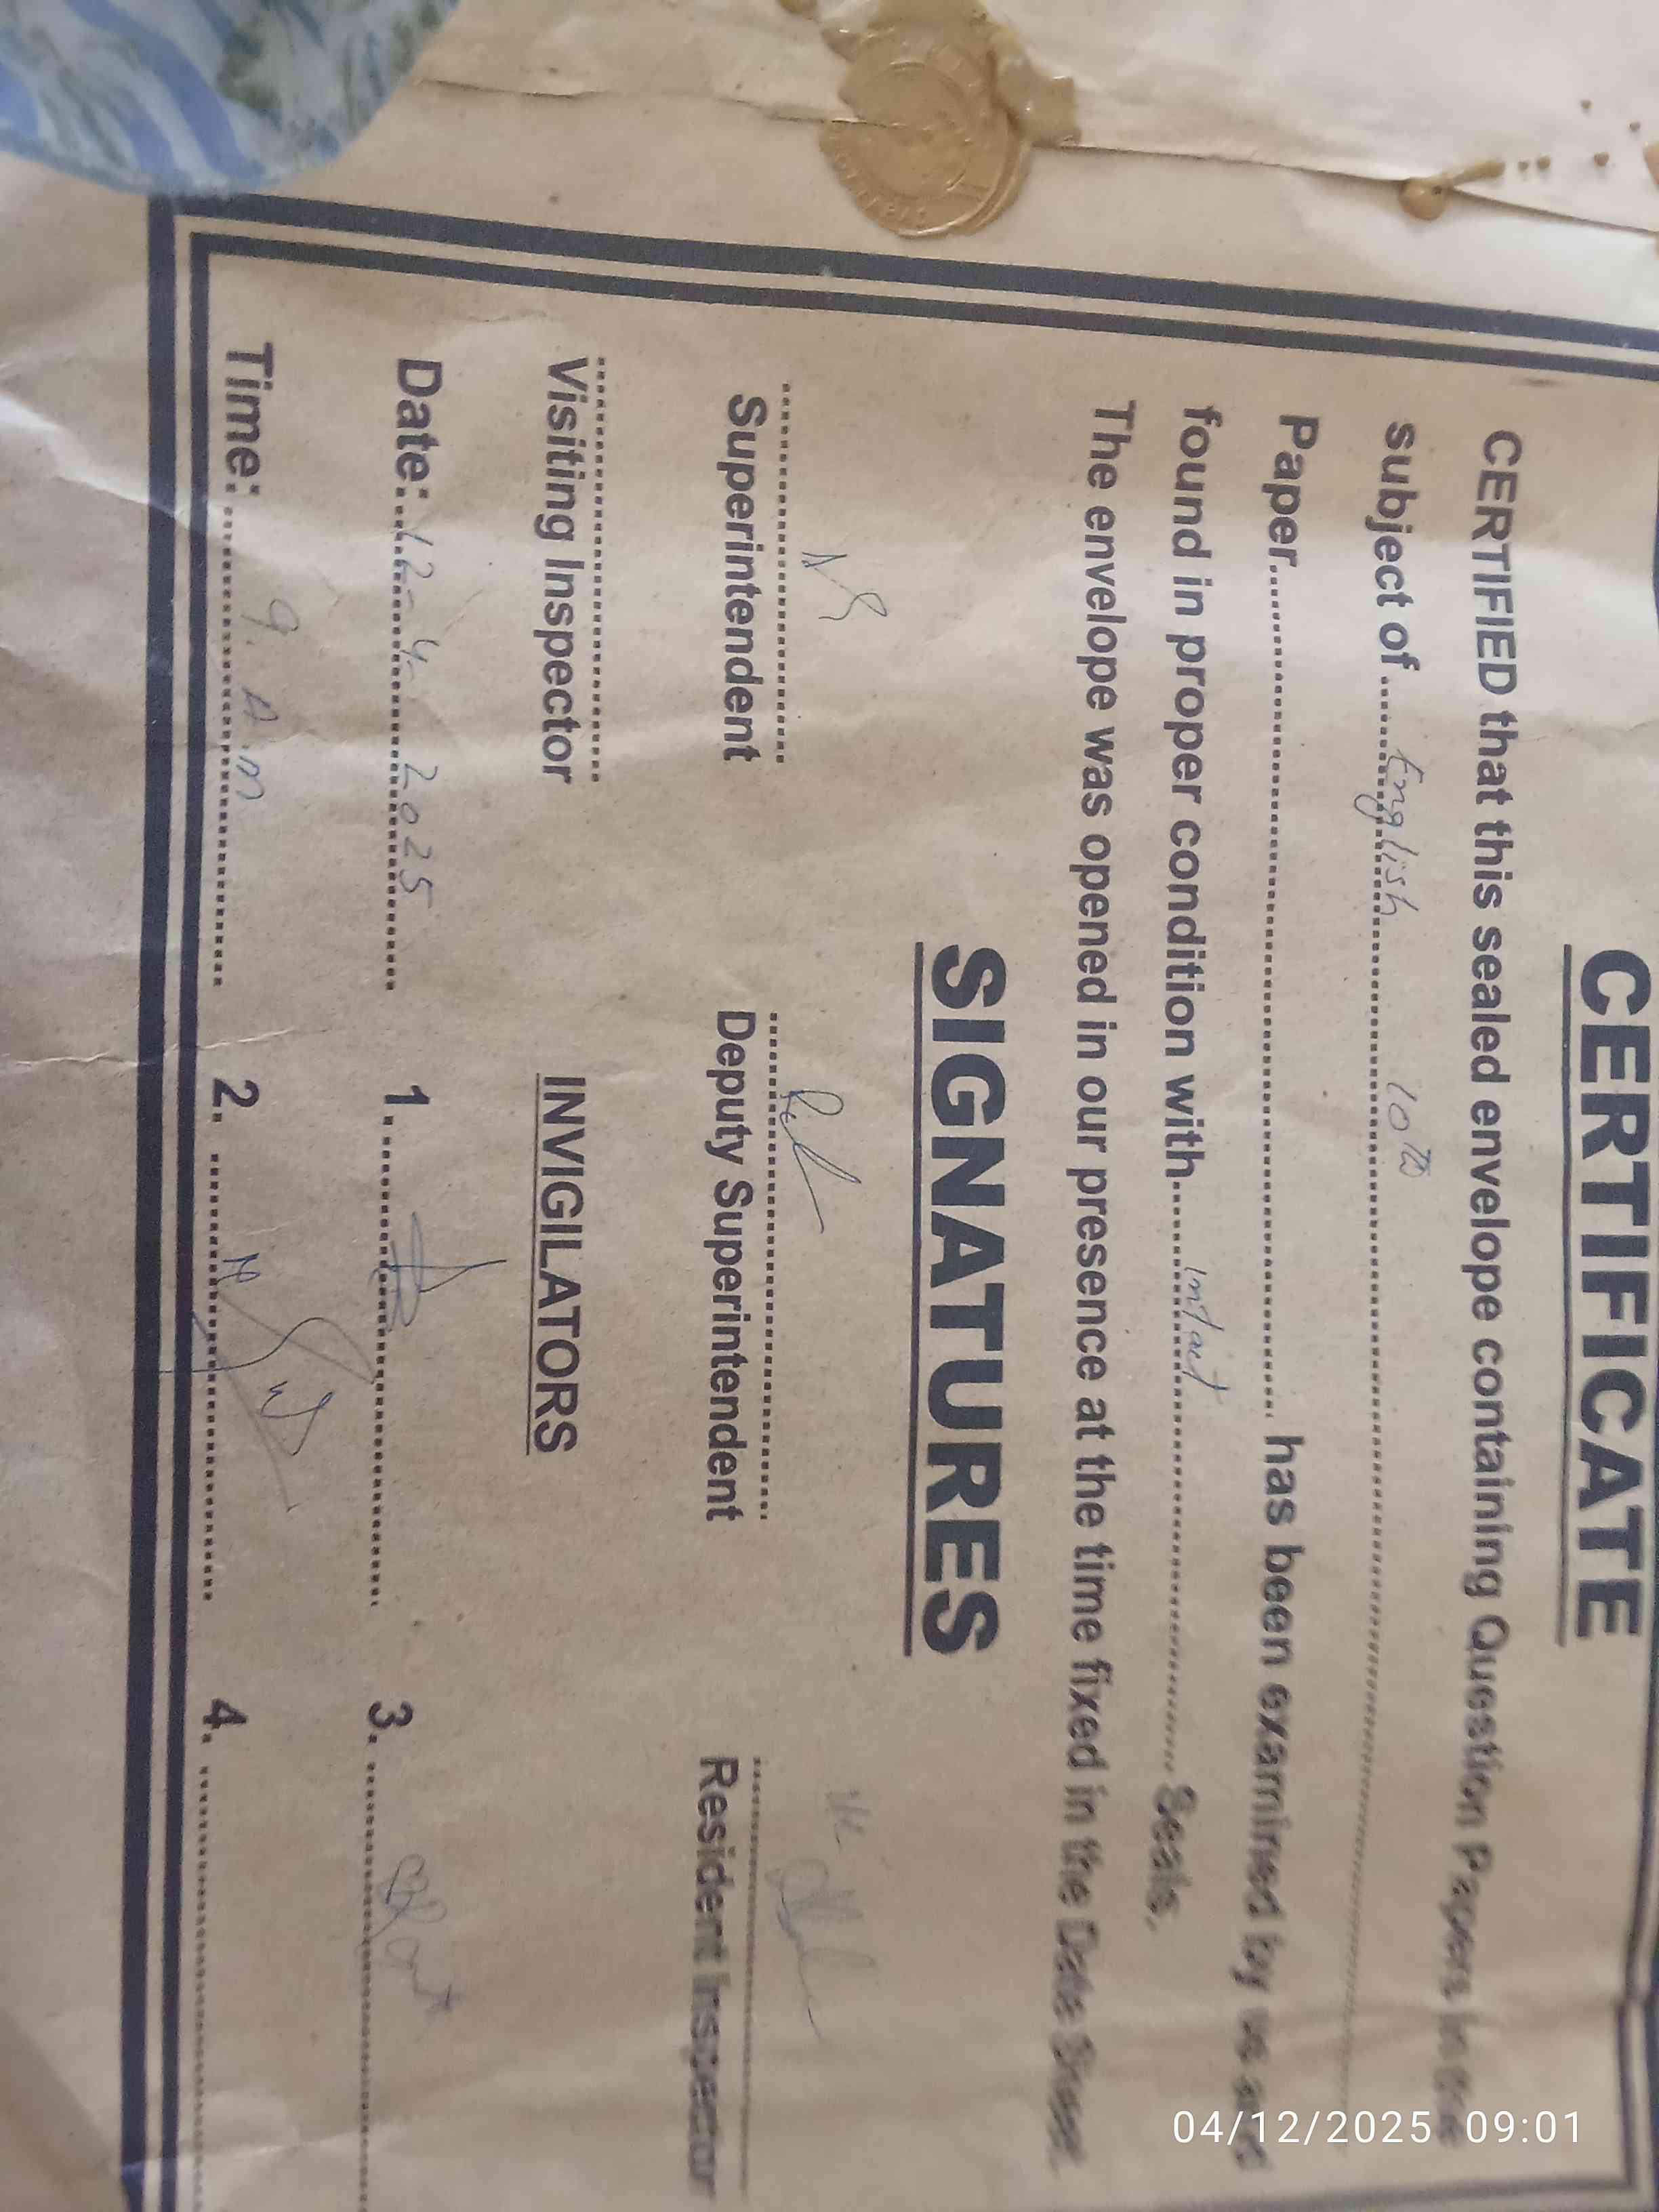 CERTIFICATE
CERTIFIED that this sealed envelope containing Question Papers in the
subject of English 10th
Paper has been examined by us and
found in proper condition with intact Seals,
The envelope was opened in our presence at the time fixed in the Date Sheet.
SIGNATURES
Superintendent Deputy Superintendent Resident Inspector
Visiting Inspector INVIGILATORS
Date: 12-4-2025 1. 3.
Time: 9. A.m 2. 4.
04/12/2025 09:01